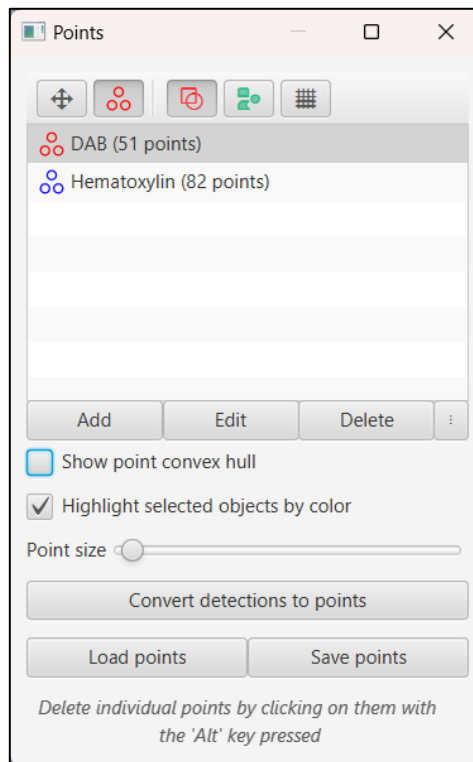 Points
DAB (51 points)
Hematoxylin (82 points)
Add Edit Delete
Show point convex hull
Highlight selected objects by color
Point size
Convert detections to points
Load points Save points
Delete individual points by clicking on them with
the 'Alt' key pressed